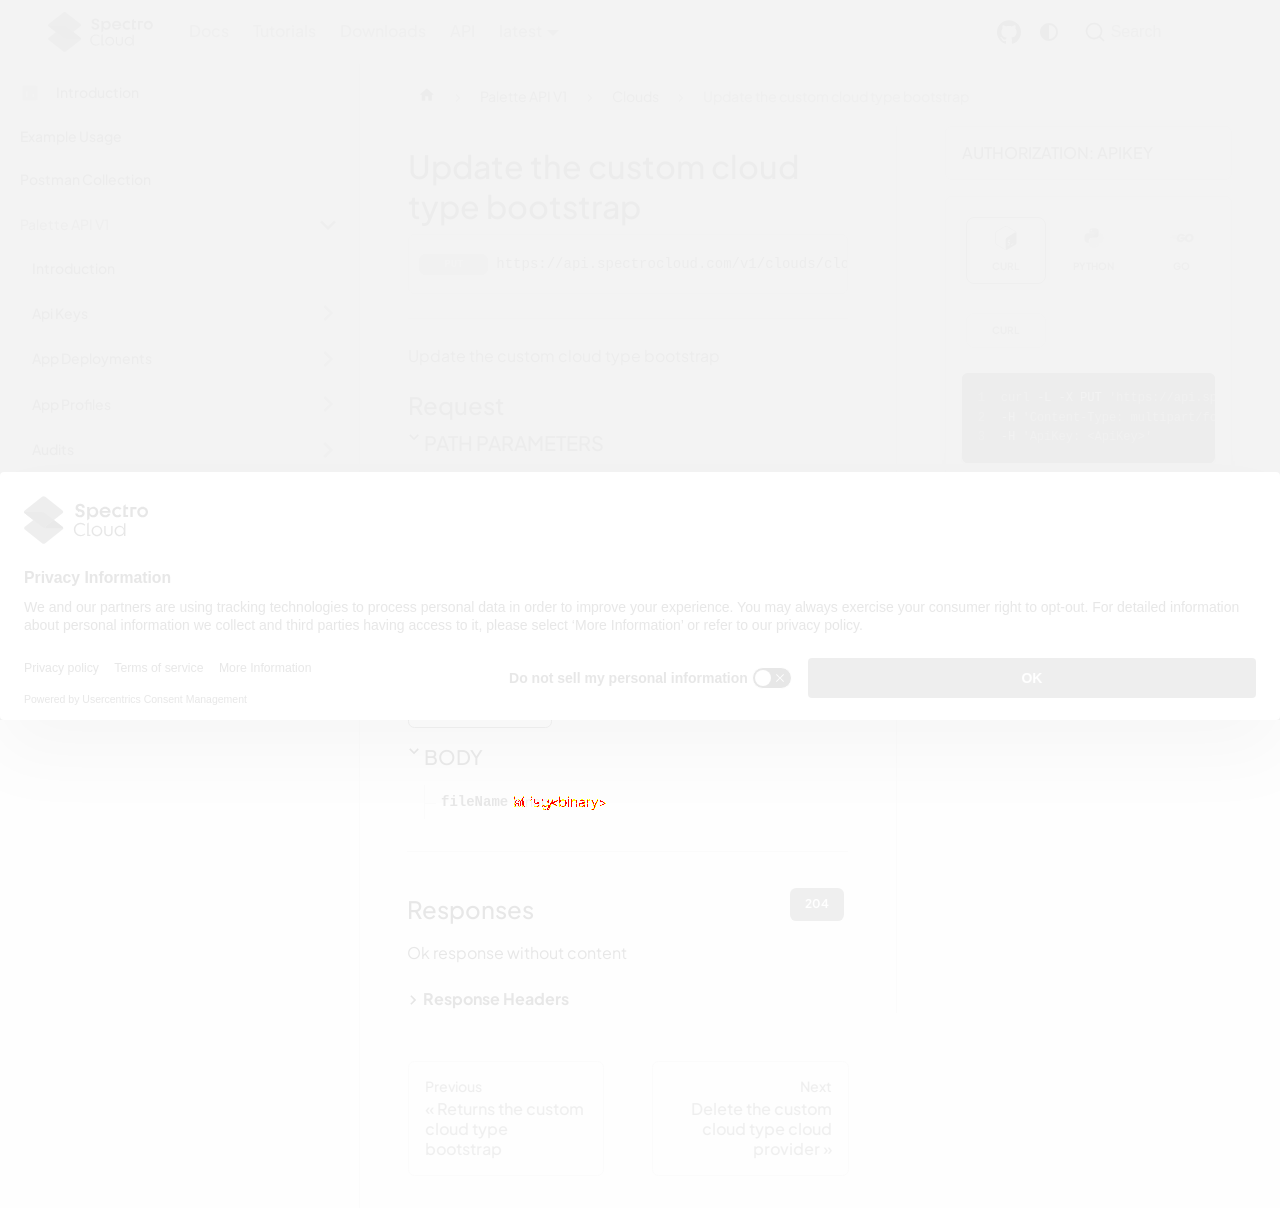 Spectro
Cloud
Docs Tutorials Downloads API latest
Search
Introduction
Example Usage
Postman Collection
Palette API V1
Introduction
Api Keys
App Deployments
App Profiles
Audits
Palette API V1
Clouds
Update the custom cloud type bootstrap
Update the custom cloud
type bootstrap
https://api.spectrocloud.com/v1/clouds/clo
Update the custom cloud type bootstrap
Request
PATH PARAMETERS
AUTHORIZATION: APIKEY
CURL PYTHON GO
CURL
Spectro
Cloud
Privacy Information
We and our partners are using tracking technologies to process personal data in order to improve your experience. You may always exercise your consumer right to opt-out. For detailed information
about personal information we collect and third parties having access to it, please select 'More Information' or refer to our privacy policy.
Privacy policy Terms of service More Information
Do not sell my personal information
OK
Powered by Usercentrics Consent Management
BODY
fileName
Responses
204
Ok response without content
Response Headers
Previous
« Returns the custom
cloud type
bootstrap
Next
Delete the custom
cloud type cloud
provider »